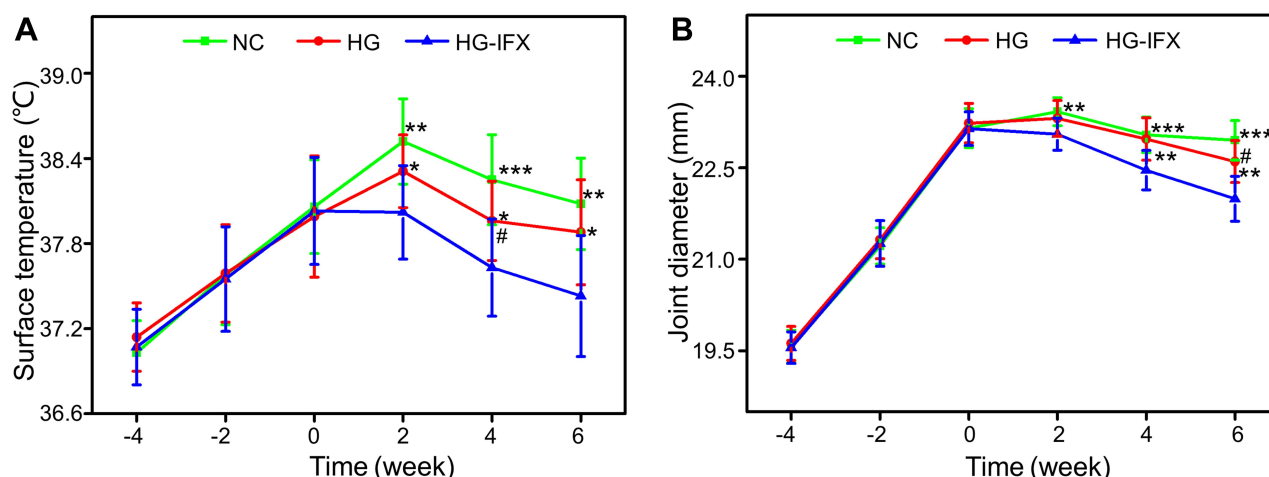 A
NC HG HG-IFX
Surface temperature (℃)
39.0
38.4
37.8
37.2
36.6
**
*
***
*
#
**
*
-4 -2 0 2 4 6
Time (week)
B
NC HG HG-IFX
Joint diameter (mm)
24.0
22.5
21.0
19.5
**
***
**
***
#
**
-4 -2 0 2 4 6
Time (week)